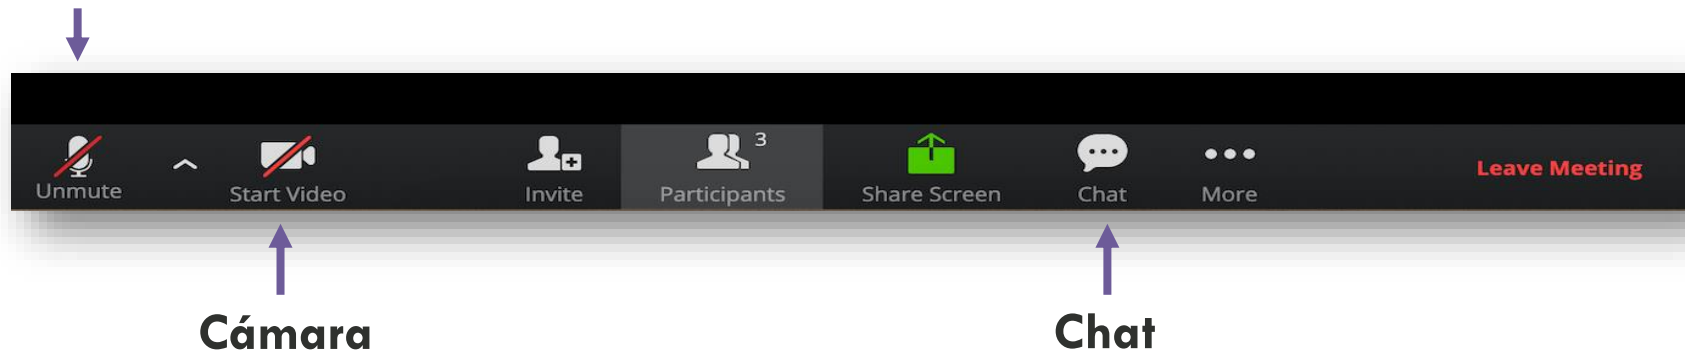 3
Unmute
Start Video
Invite
Participants
Share Screen
Chat
More
Leave Meeting
Cámara
Chat